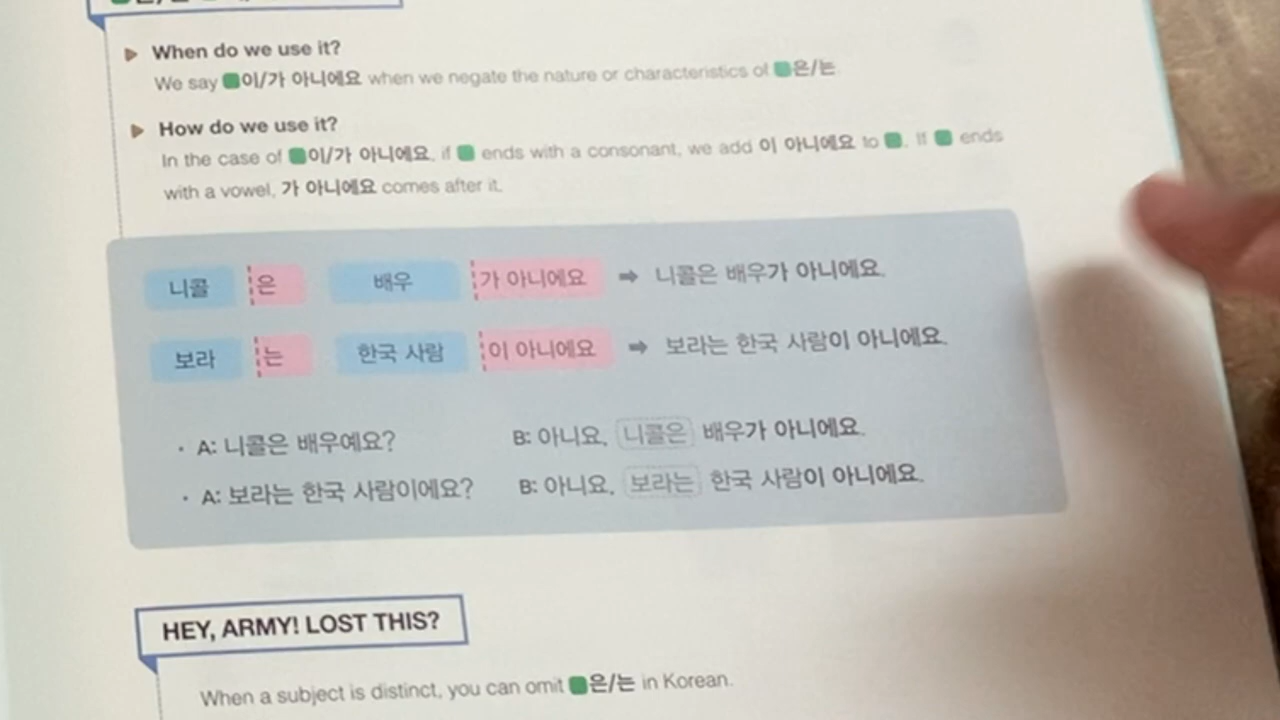 When do we use it?
We say 이/가 아니에요 when we negate the nature or characteristics of 은/는.
How do we use it?
In the case of 이/가 아니에요, if ends with a consonant, we add 이 아니에요 to . If ends
with a vowel, 가 아니에요 comes after it.
니콜 은 배우 가 아니에요 ➡ 니콜은 배우가 아니에요.
보라 는 한국 사람 이 아니에요 ➡ 보라는 한국 사람이 아니에요.
· A: 니콜은 배우예요? B: 아니요, 니콜은 배우가 아니에요.
· A: 보라는 한국 사람이에요? B: 아니요, 보라는 한국 사람이 아니에요.
HEY, ARMY! LOST THIS?
When a subject is distinct, you can omit 은/는 in Korean.